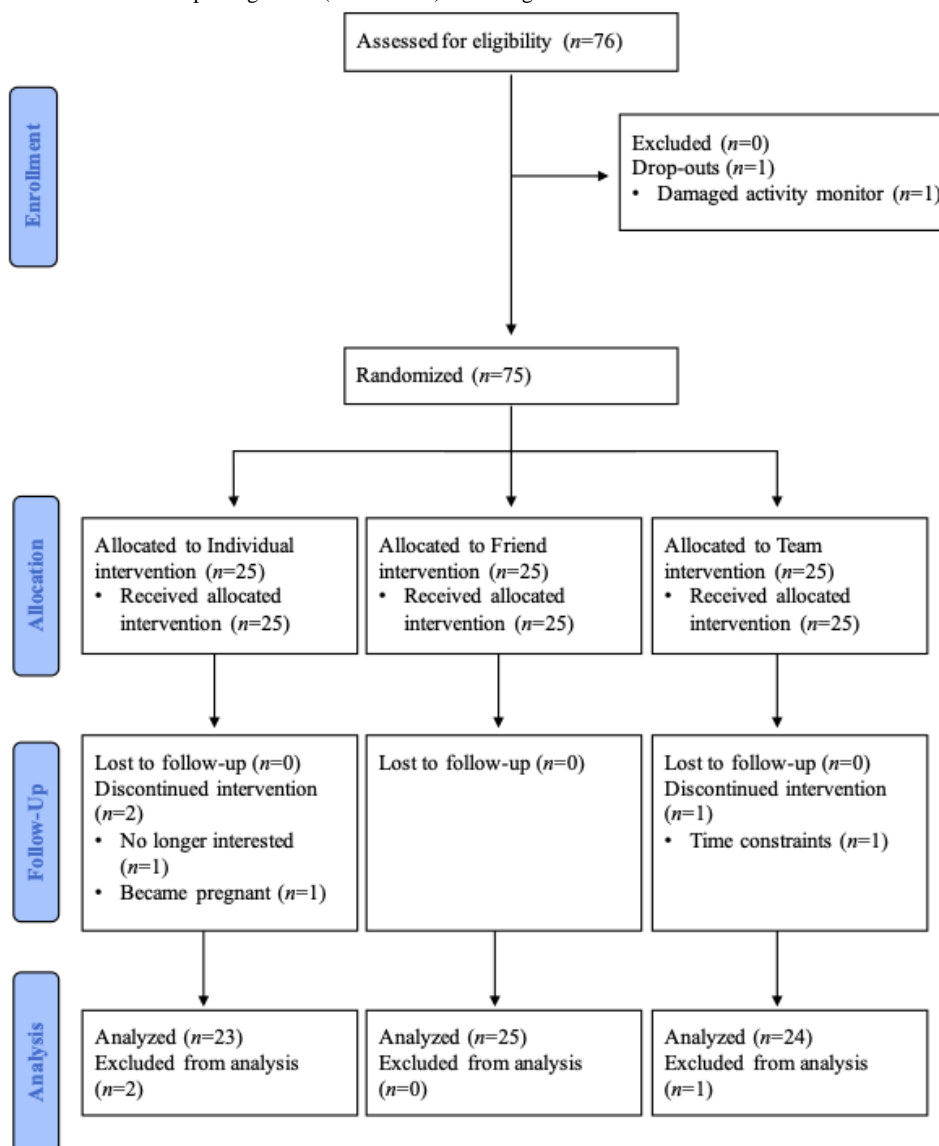 Assessed for eligibility (n=76)
Enrollment
Excluded (n=0)
Drop-outs (n=1)
• Damaged activity monitor (n=1)
Randomized (n=75)
Allocation
Allocated to Individual
intervention (n=25)
• Received allocated
intervention (n=25)
Allocated to Friend
intervention (n=25)
• Received allocated
intervention (n=25)
Allocated to Team
intervention (n=25)
• Received allocated
intervention (n=25)
Follow-Up
Lost to follow-up (n=0)
Discontinued intervention
(n=2)
• No longer interested
(n=1)
• Became pregnant (n=1)
Lost to follow-up (n=0)
Lost to follow-up (n=0)
Discontinued intervention
(n=1)
• Time constraints (n=1)
Analysis
Analyzed (n=23)
Excluded from analysis
(n=2)
Analyzed (n=25)
Excluded from analysis
(n=0)
Analyzed (n=24)
Excluded from analysis
(n=1)